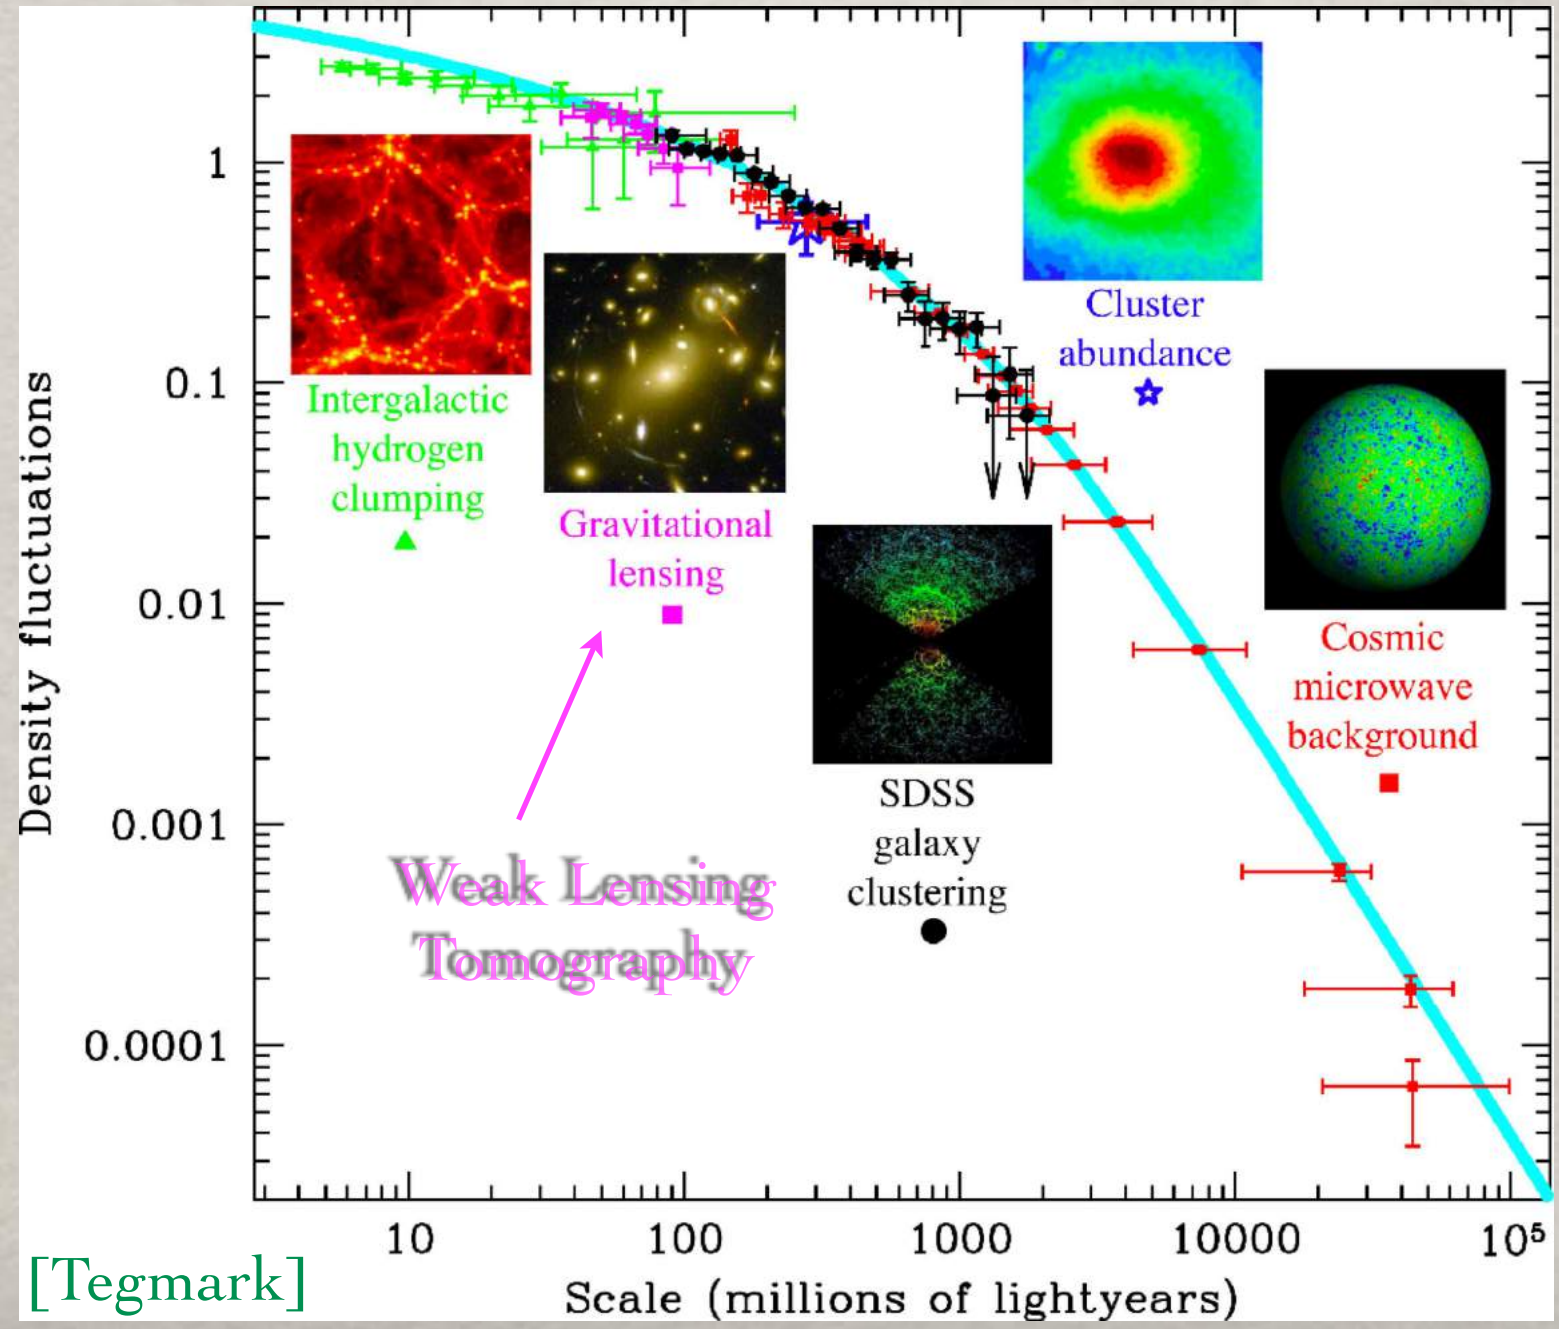 Density fluctuations
1
0.1
0.01
0.001
0.0001
Intergalactic
hydrogen
clumping
Gravitational
lensing
Weak Lensing
Tomography
SDSS
galaxy
clustering
Cluster
abundance
Cosmic
microwave
background
10
100
1000
10000
10⁵
Scale (millions of lightyears)
[Tegmark]